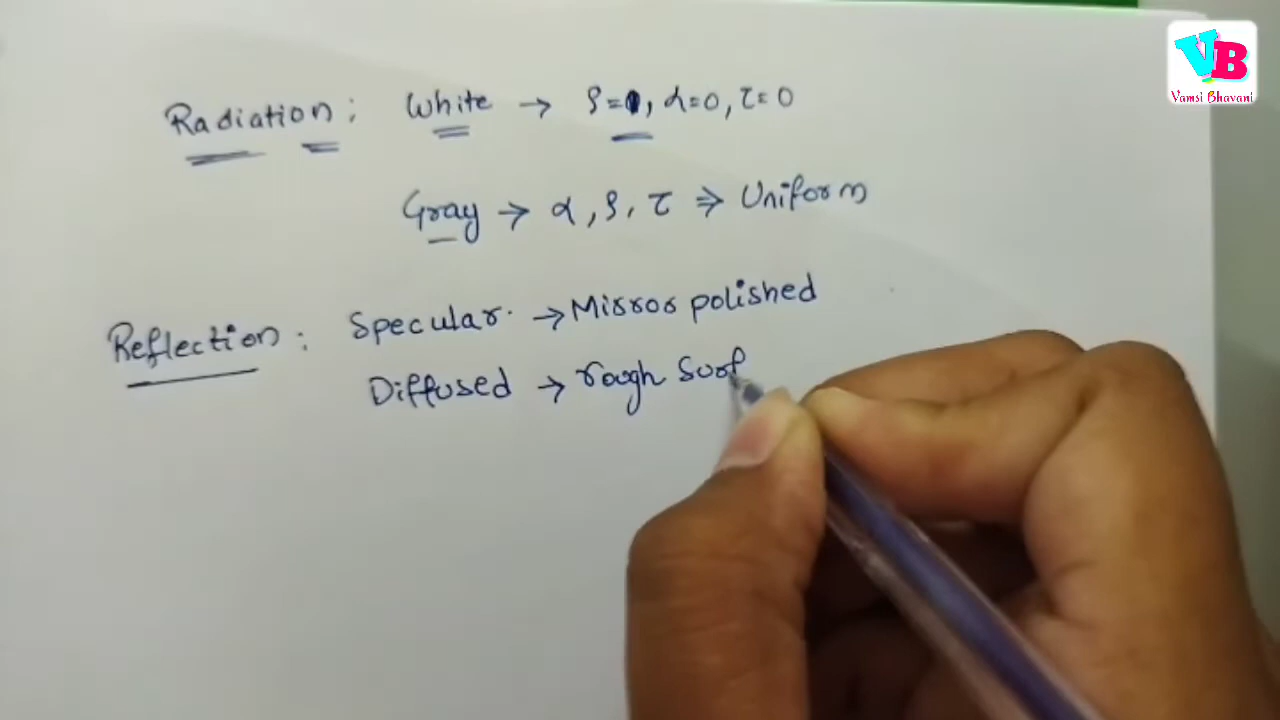 VB
Vamsi Bhavani
Radiation : White → ρ=1, α=0, τ=0
Gray → α, ρ, τ ⇒ Uniform
Reflection : Specular. → Mirror polished
Diffused → rough Surf